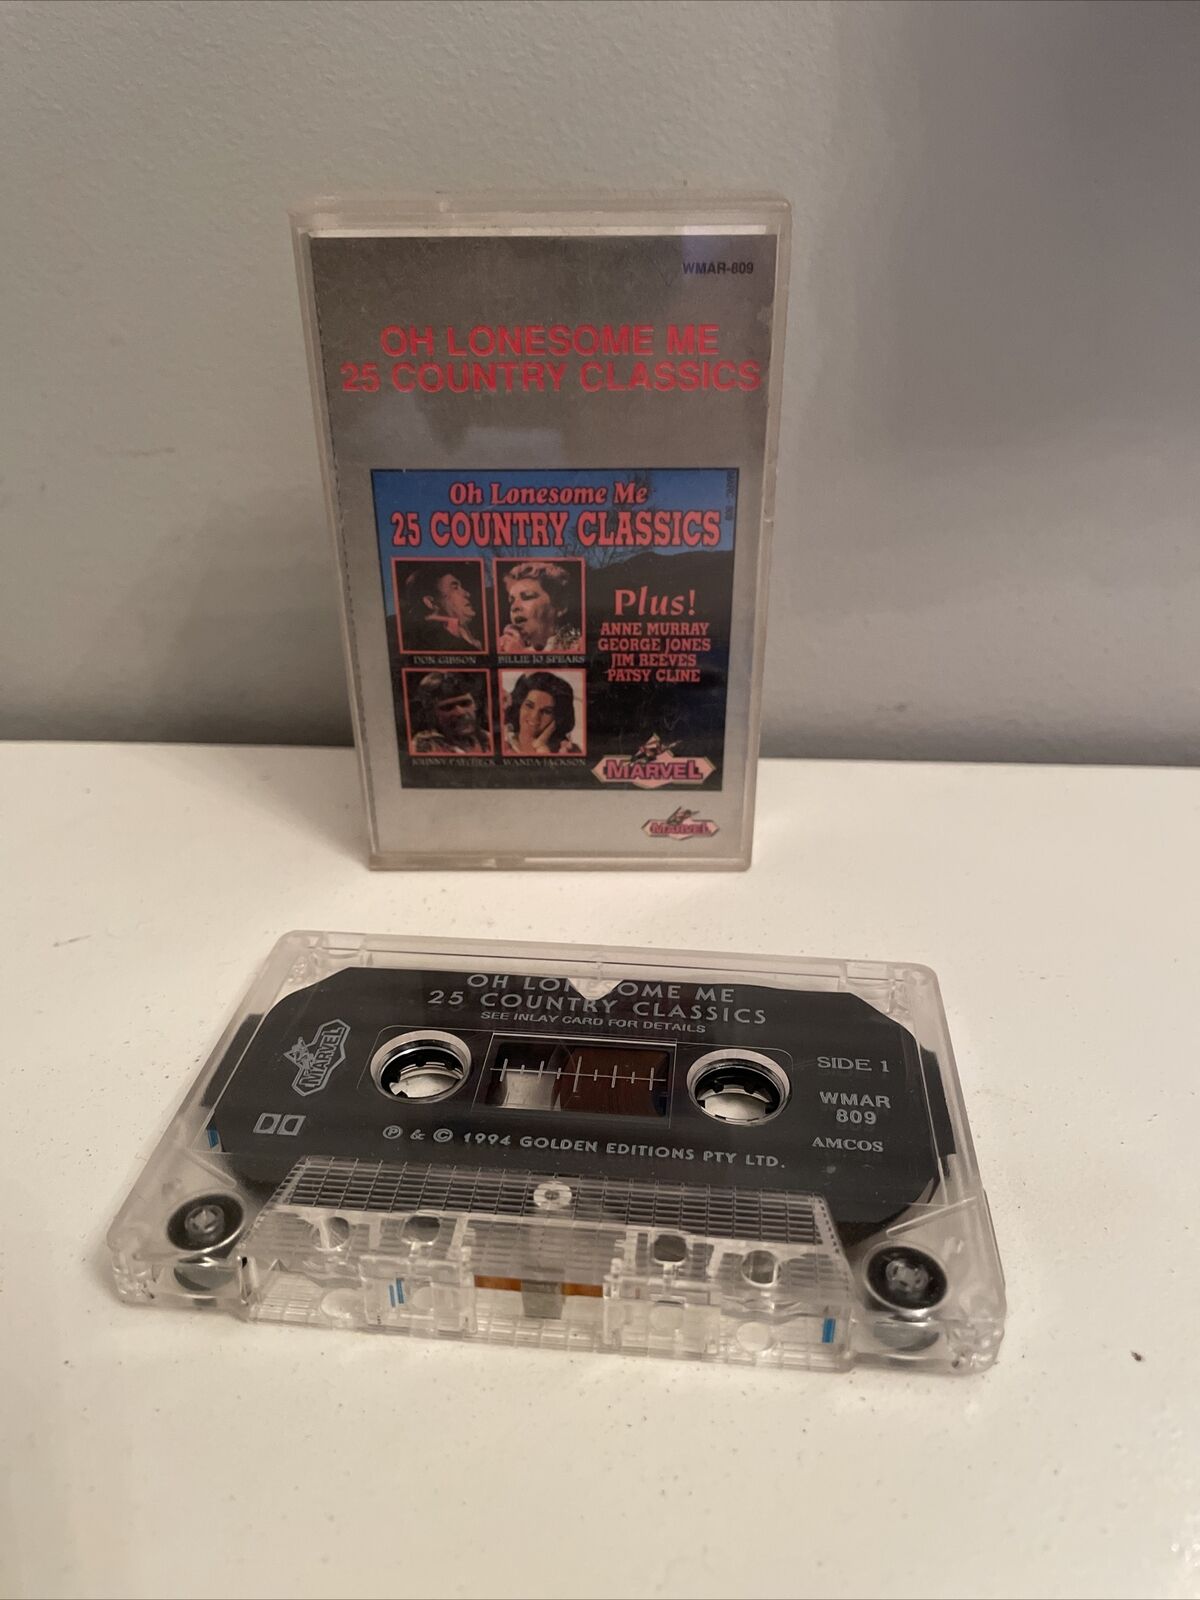 WMAR-809
OH LONESOME ME
25 COUNTRY CLASSICS
Oh Lonesome Me
25 COUNTRY CLASSICS
Plus!
ANNE MURRAY
GEORGE JONES
JIM REEVES
PATSY CLINE
DON GIBSON
BILLIE JO SPEARS
JOHNNY PAYCHECK
WANDA JACKSON
MARVEL
MARVEL
OH LONESOME ME
25 COUNTRY CLASSICS
SEE INLAY CARD FOR DETAILS
MARVEL
SIDE 1
WMAR
809
AMCOS
℗ & © 1994 GOLDEN EDITIONS PTY LTD.